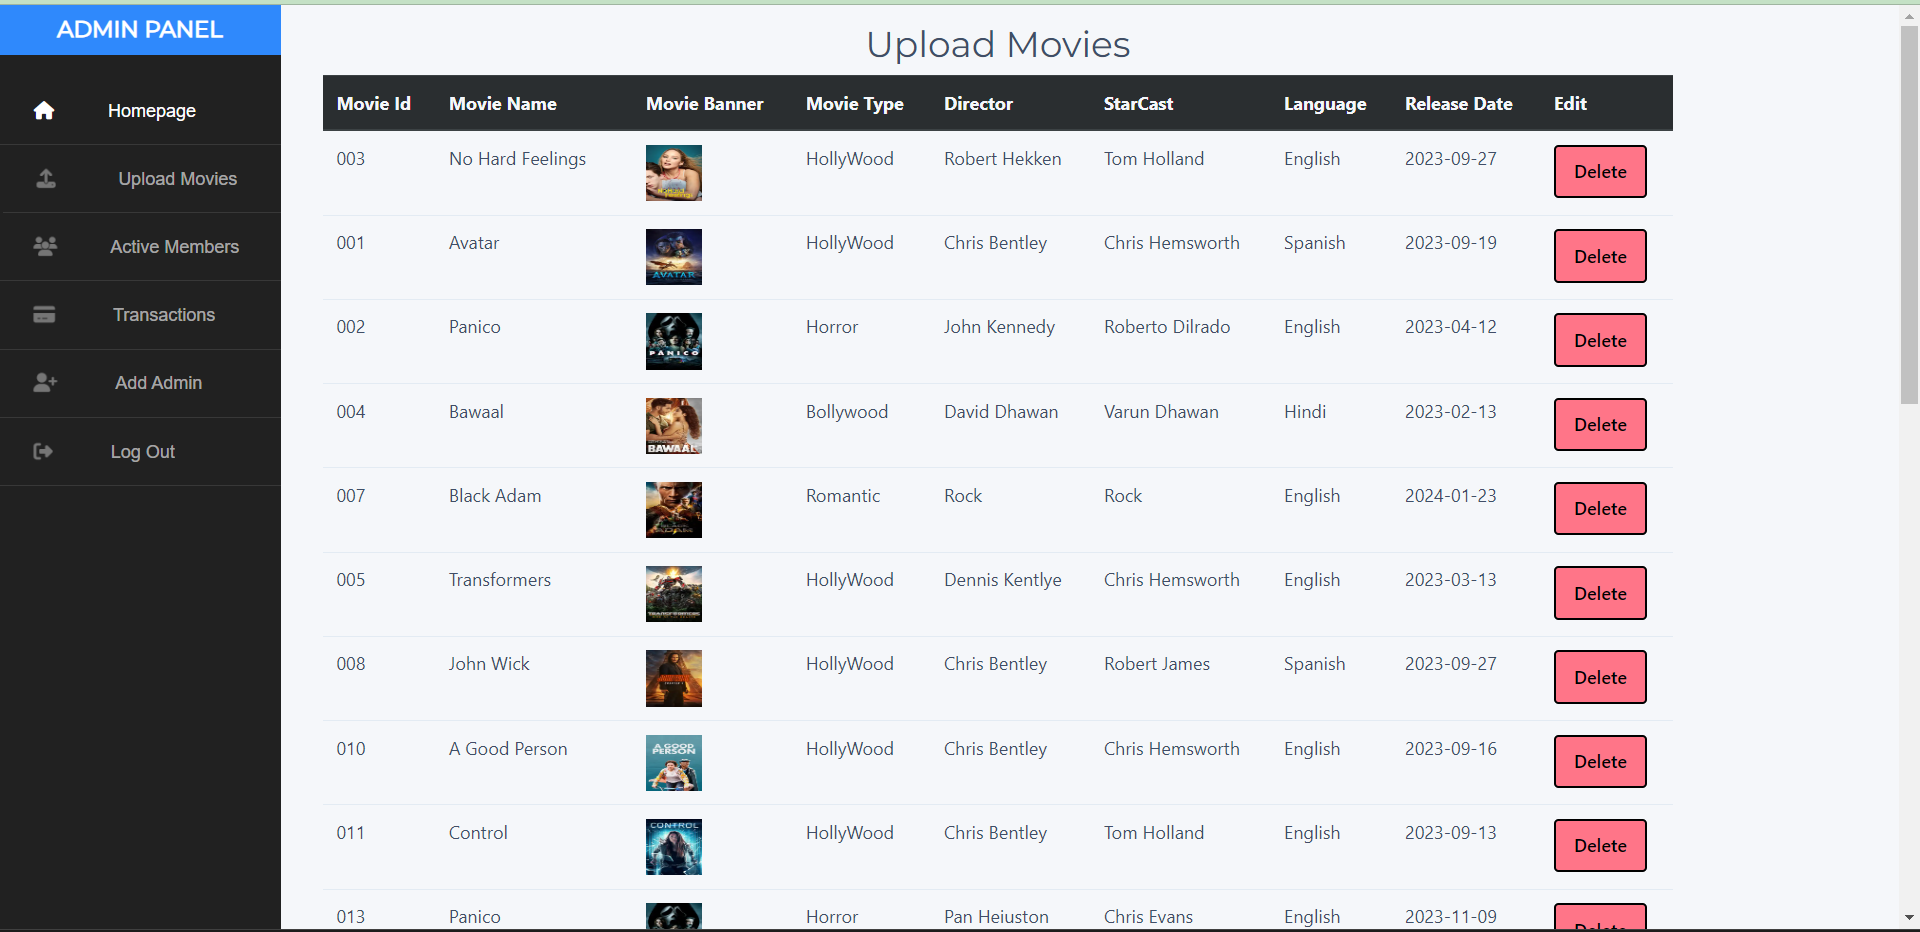 ADMIN PANEL
Homepage
Upload Movies
Active Members
Transactions
Add Admin
Log Out
Upload Movies
Movie Id Movie Name Movie Banner Movie Type Director StarCast Language Release Date Edit
003 No Hard Feelings HollyWood Robert Hekken Tom Holland English 2023-09-27 Delete
001 Avatar AVATAR HollyWood Chris Bentley Chris Hemsworth Spanish 2023-09-19 Delete
002 Panico PANICO Horror John Kennedy Roberto Dilrado English 2023-04-12 Delete
004 Bawaal BAWAAL Bollywood David Dhawan Varun Dhawan Hindi 2023-02-13 Delete
007 Black Adam ADAM Romantic Rock Rock English 2024-01-23 Delete
005 Transformers TRANSFORMERS HollyWood Dennis Kentlye Chris Hemsworth English 2023-03-13 Delete
008 John Wick HollyWood Robert James Chris Bentley Spanish 2023-09-27 Delete
010 A Good Person A GOOD PERSON HollyWood Chris Bentley Chris Hemsworth English 2023-09-16 Delete
011 Control CONTROL HollyWood Chris Bentley Tom Holland English 2023-09-13 Delete
013 Panico Horror Pan Heiuston Chris Evans English 2023-11-09 Delete